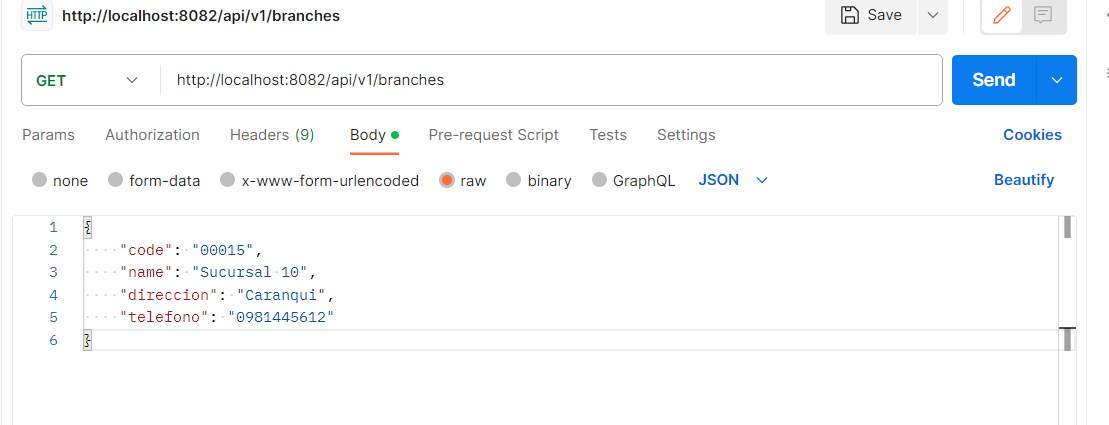 HTTP http://localhost:8082/api/v1/branches Save
GET http://localhost:8082/api/v1/branches Send
Params Authorization Headers (9) Body Pre-request Script Tests Settings Cookies
none form-data x-www-form-urlencoded raw binary GraphQL JSON Beautify
1 {
2 "code": "00015",
3 "name": "Sucursal 10",
4 "direccion": "Caranqui",
5 "telefono": "0981445612"
6 }